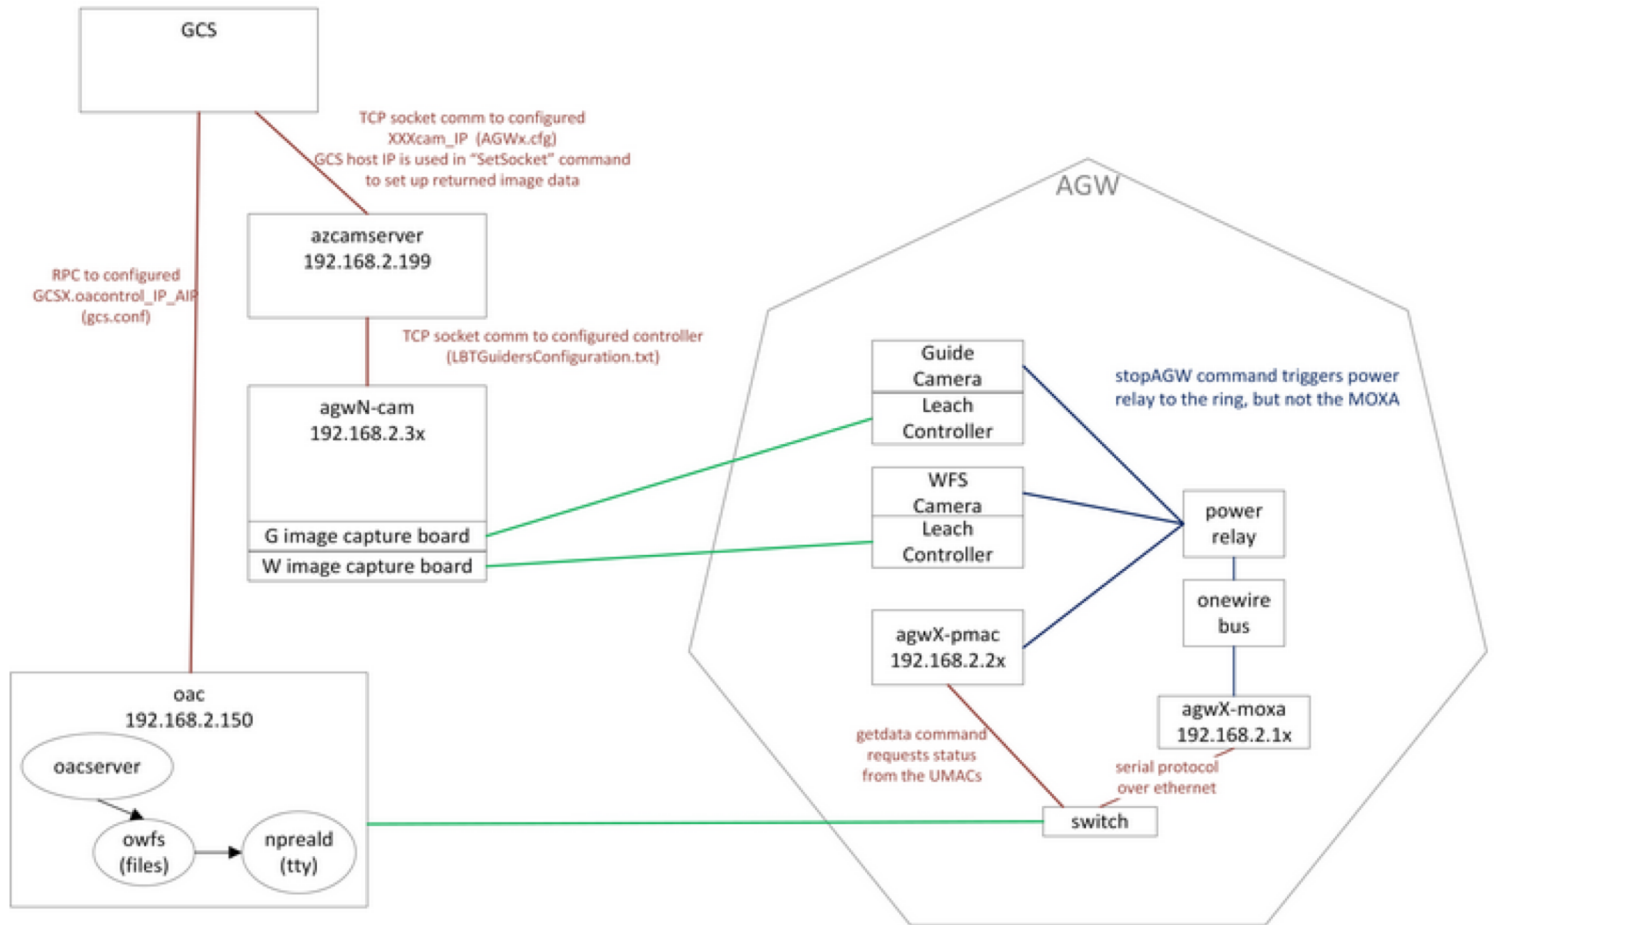 GCS
TCP socket comm to configured
XXXcam_IP (AGWx.cfg)
GCS host IP is used in “SetSocket” command
to set up returned image data
azcamserver
192.168.2.199
RPC to configured
GCSX.oacontrol_IP_AIP
(gcs.conf)
TCP socket comm to configured controller
(LBTGuidersConfiguration.txt)
agwN-cam
192.168.2.3x
G image capture board
W image capture board
oac
192.168.2.150
oacserver
owfs
(files)
npreald
(tty)
AGW
Guide
Camera
Leach
Controller
WFS
Camera
Leach
Controller
stopAGW command triggers power
relay to the ring, but not the MOXA
power
relay
onewire
bus
agwX-pmac
192.168.2.2x
agwX-moxa
192.168.2.1x
getdata command
requests status
from the UMACs
serial protocol
over ethernet
switch